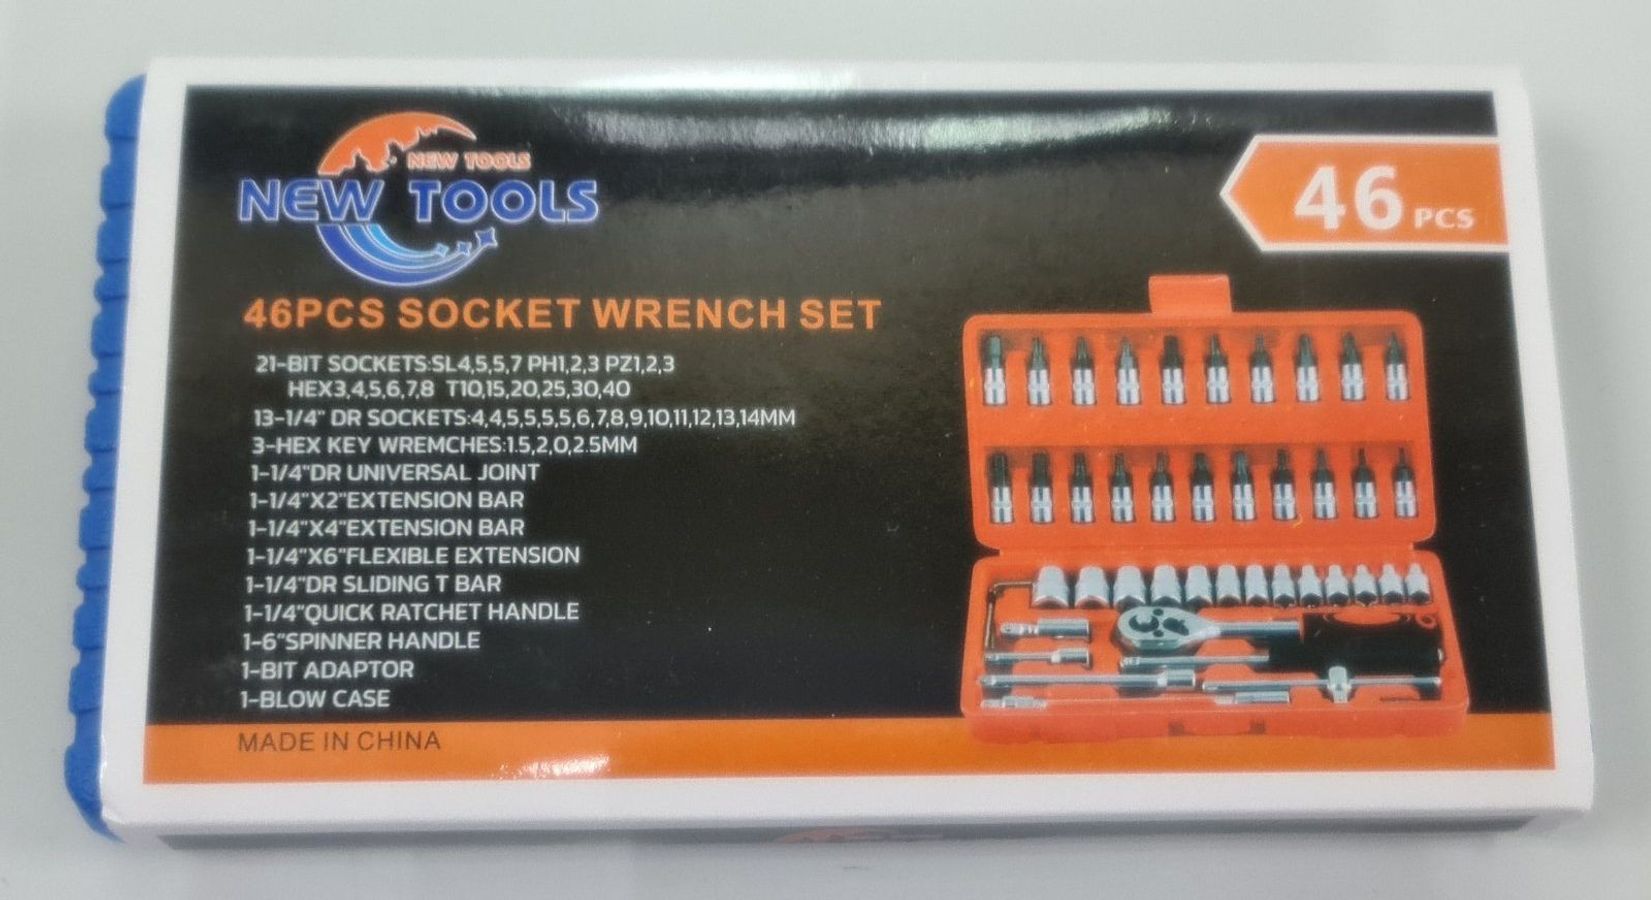 NEW TOOLS
NEW TOOLS
46 PCS
46PCS SOCKET WRENCH SET
21-BIT SOCKETS:SL4,5.5,7 PH1,2,3 PZ1,2,3
HEX3,4,5,6,7,8 T10,15,20,25,30,40
13-1/4" DR SOCKETS:4,4.5,5,5.5,6,7,8,9,10,11,12,13,14MM
3-HEX KEY WREMCHES:1.5,2,0,2.5MM
1-1/4"DR UNIVERSAL JOINT
1-1/4"X2"EXTENSION BAR
1-1/4"X4"EXTENSION BAR
1-1/4"X6"FLEXIBLE EXTENSION
1-1/4"DR SLIDING T BAR
1-1/4"QUICK RATCHET HANDLE
1-6"SPINNER HANDLE
1-BIT ADAPTOR
1-BLOW CASE
MADE IN CHINA